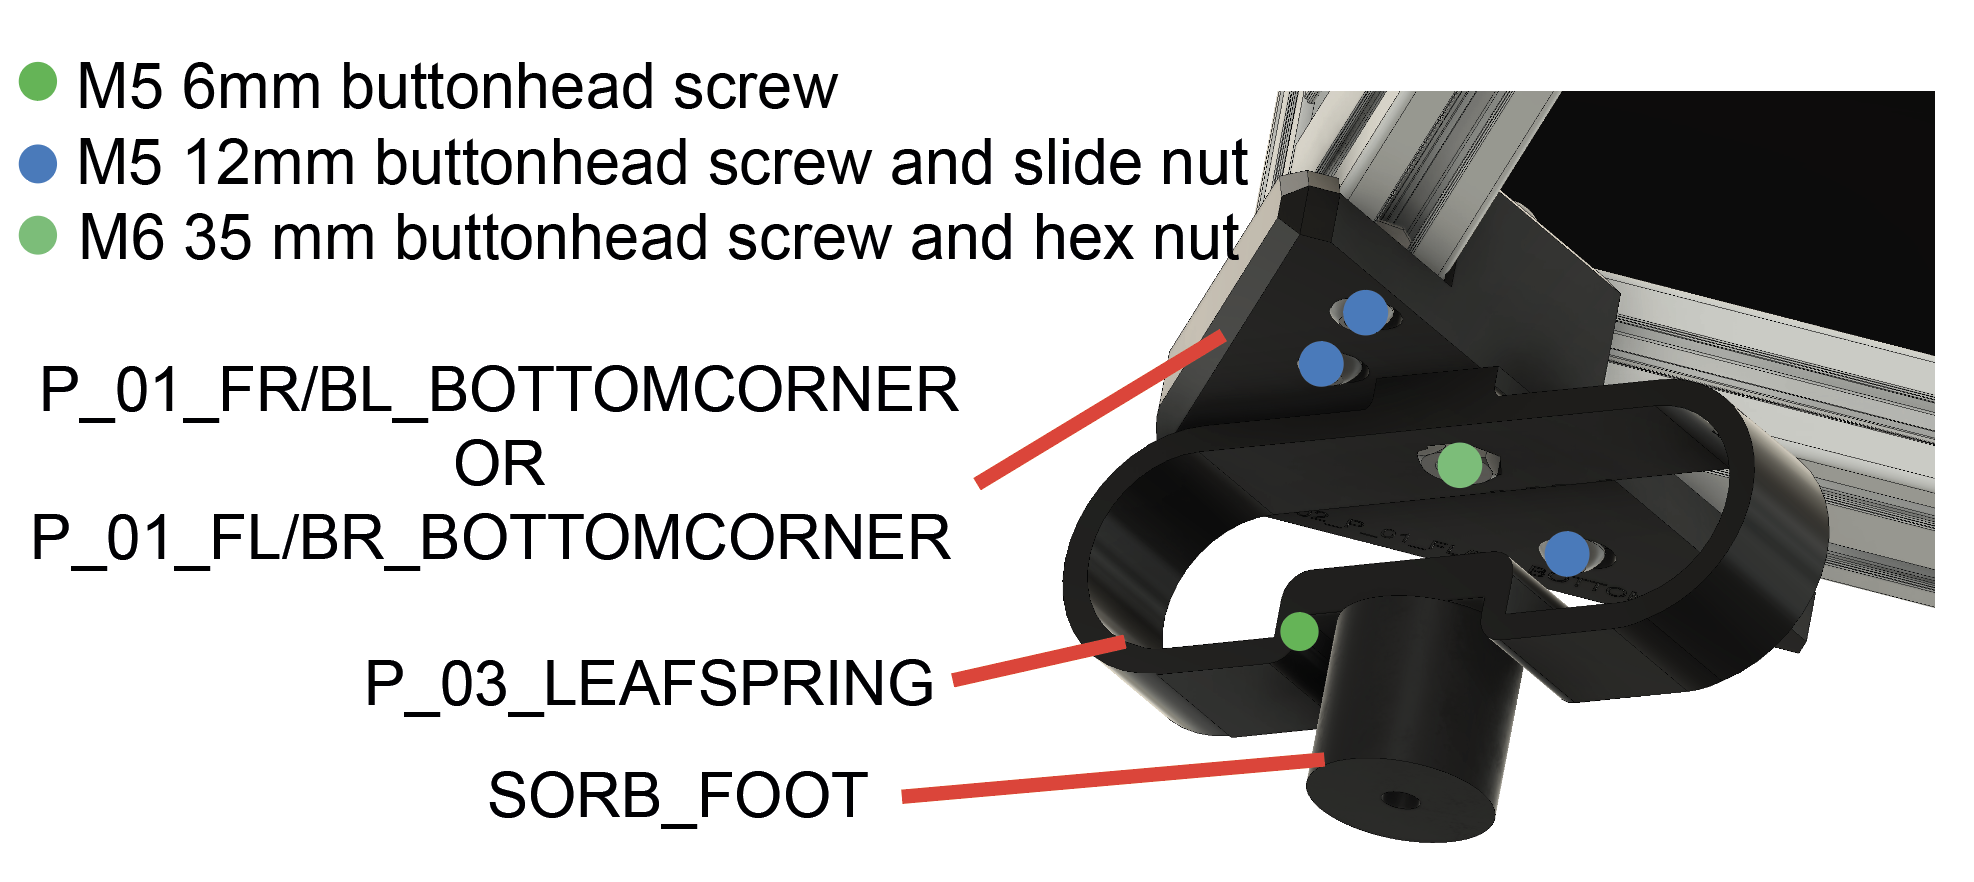 M5 6mm buttonhead screw
M5 12mm buttonhead screw and slide nut
M6 35 mm buttonhead screw and hex nut
P_01_FR/BL_BOTTOMCORNER
OR
P_01_FL/BR_BOTTOMCORNER
P_03_LEAFSPRING
SORB_FOOT